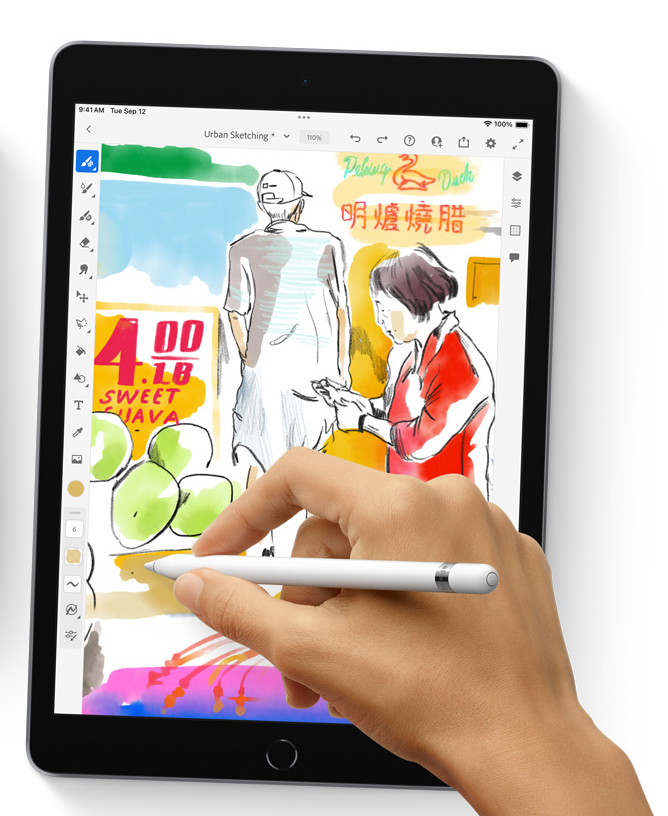 9:41 AM Tue Sep 12
100%
Urban Sketching *
110%
Peking Duck
明爐燒腊
4.00
LB
SWEET
GUAVA
T
6